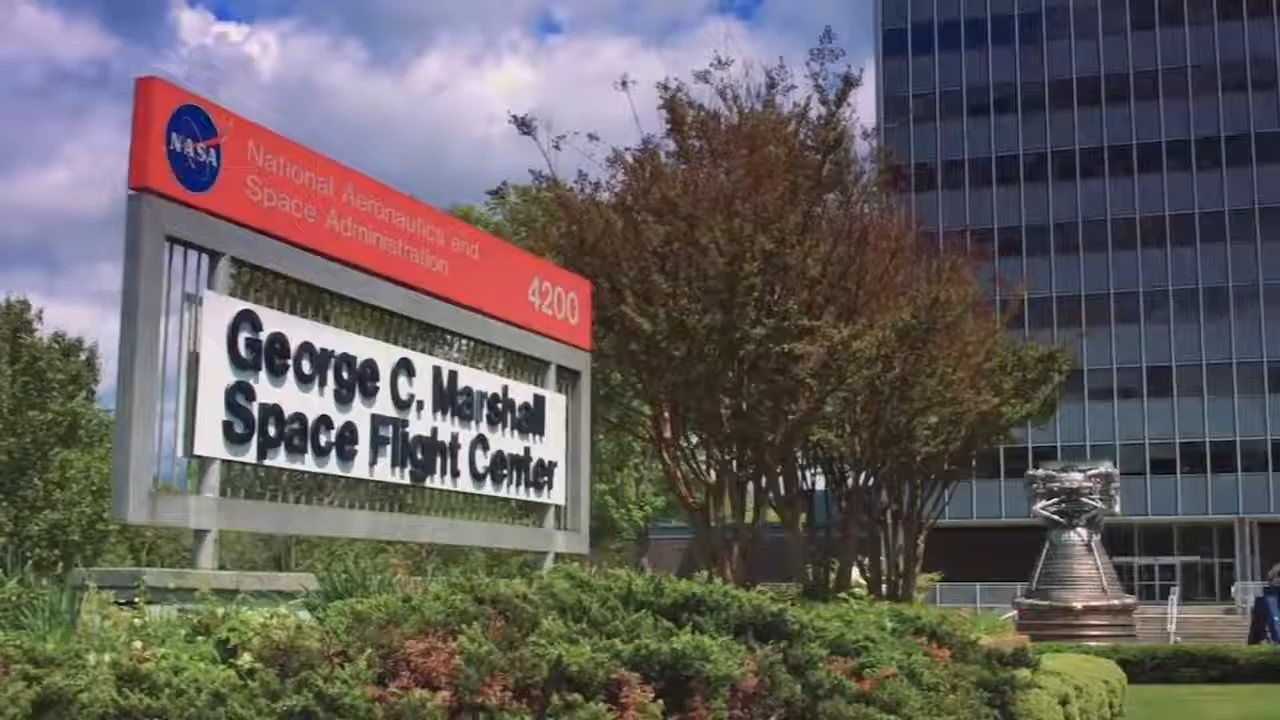 NASA
National Aeronautics and
Space Administration
4200
George C. Marshall
Space Flight Center